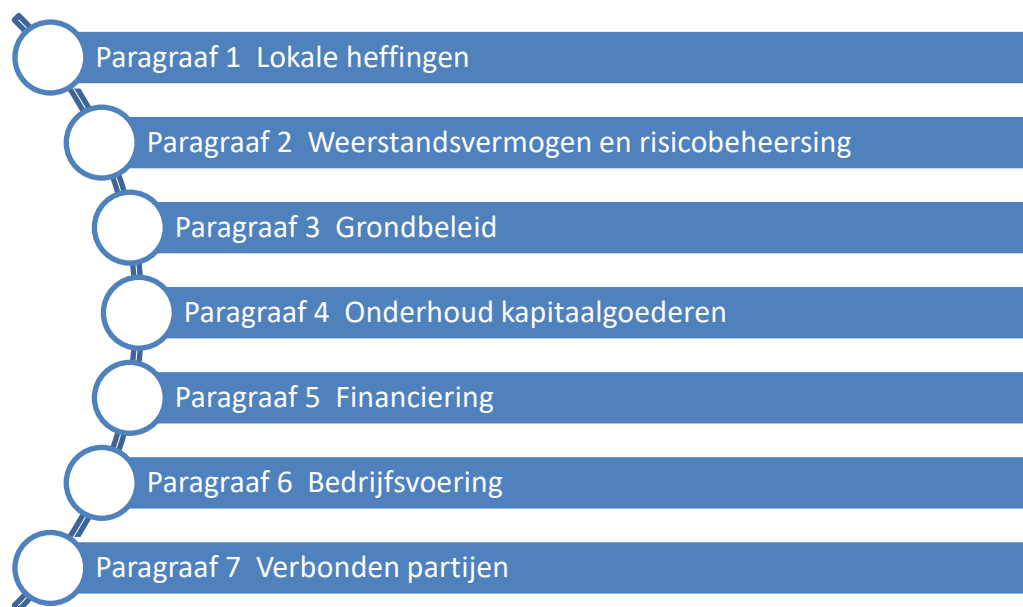 Paragraaf 1  Lokale heffingen
Paragraaf 2  Weerstandsvermogen en risicobeheersing
Paragraaf 3  Grondbeleid
Paragraaf 4  Onderhoud kapitaalgoederen
Paragraaf 5  Financiering
Paragraaf 6  Bedrijfsvoering
Paragraaf 7  Verbonden partijen